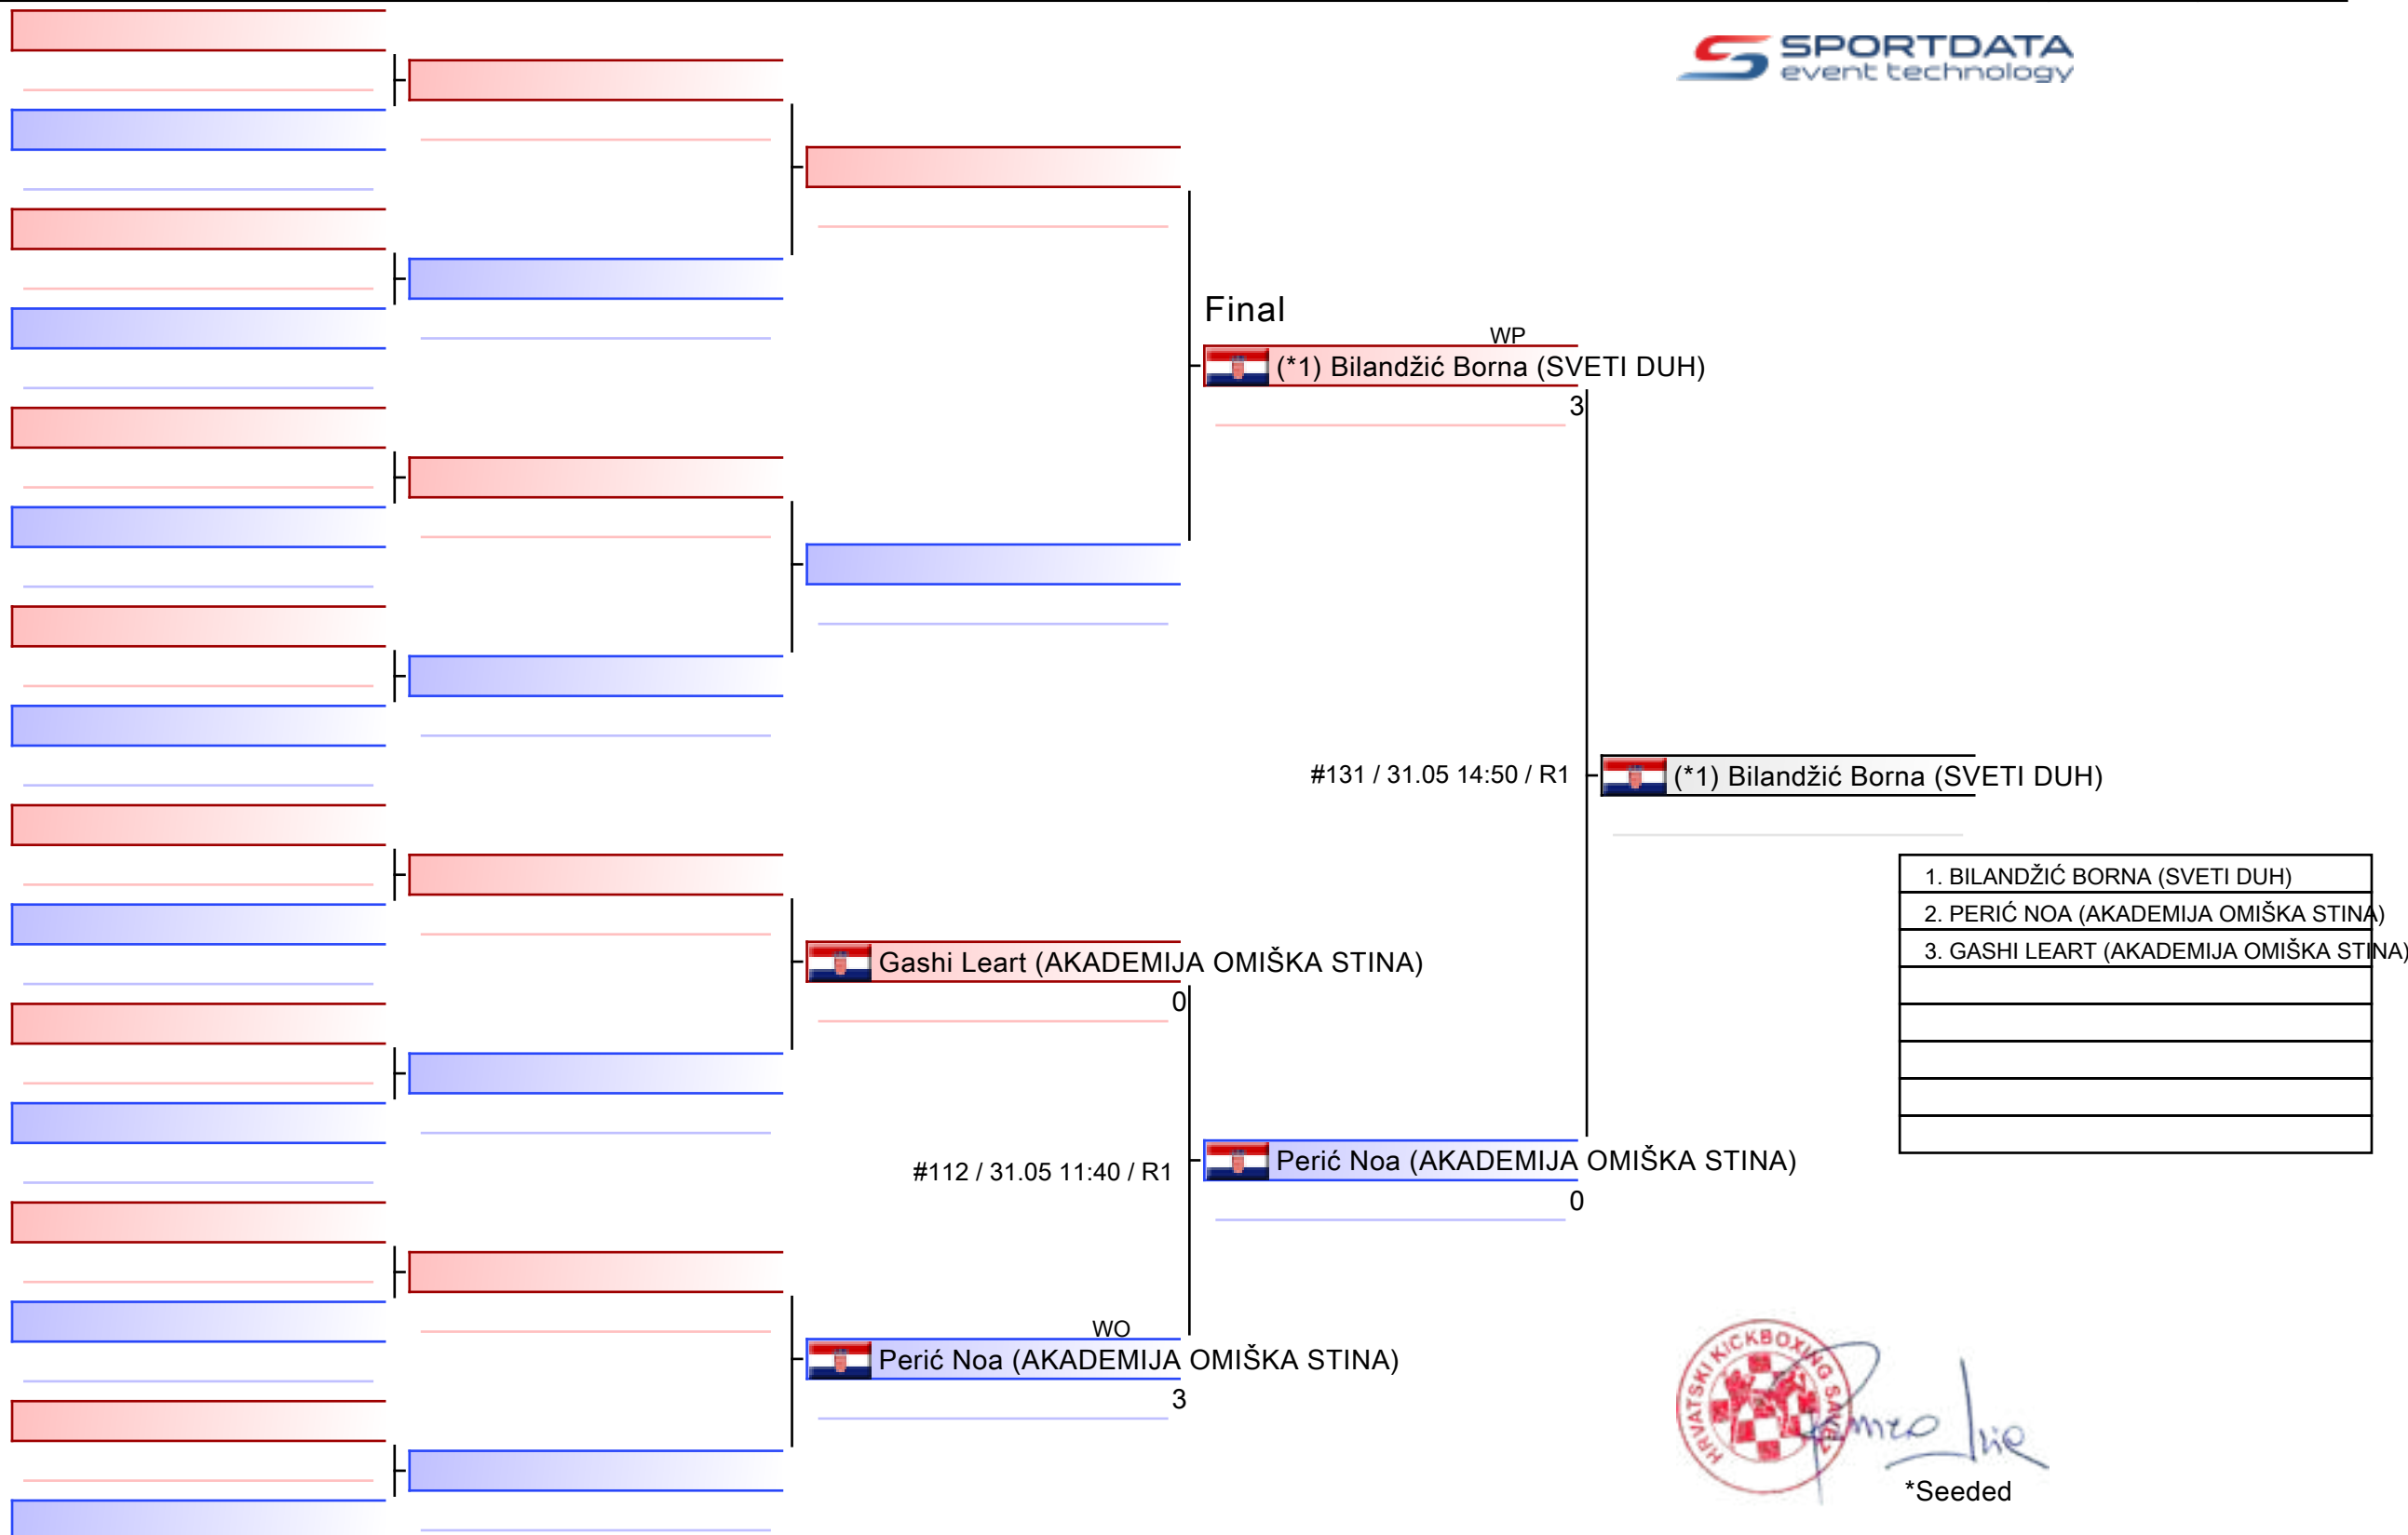 SPORTDATA
event technology
Final
WP
(*1) Bilandžić Borna (SVETI DUH)
3
#131 / 31.05 14:50 / R1
(*1) Bilandžić Borna (SVETI DUH)
1. BILANDŽIĆ BORNA (SVETI DUH)
2. PERIĆ NOA (AKADEMIJA OMIŠKA STINA)
3. GASHI LEART (AKADEMIJA OMIŠKA STINA)
Gashi Leart (AKADEMIJA OMIŠKA STINA)
0
#112 / 31.05 11:40 / R1
Perić Noa (AKADEMIJA OMIŠKA STINA)
0
WO
Perić Noa (AKADEMIJA OMIŠKA STINA)
3
HRVATSKI KICKBOXING SAVEZ
*Seeded